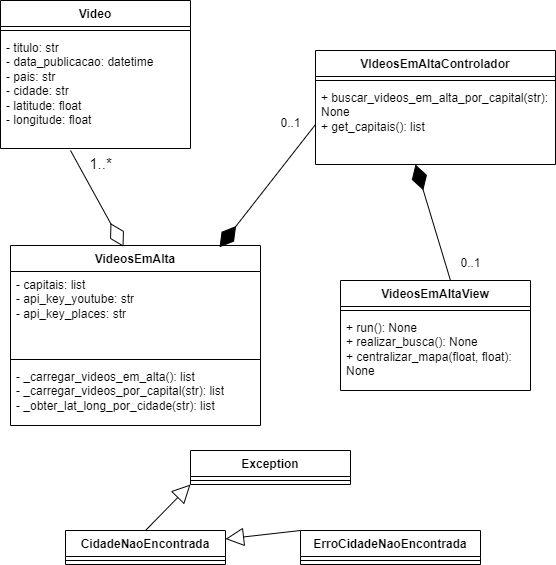 Video
- titulo: str
- data_publicacao: datetime
- pais: str
- cidade: str
- latitude: float
- longitude: float
VIdeosEmAltaControlador
+ buscar_videos_em_alta_por_capital(str):
None
+ get_capitais(): list
0..1
1..*
VideosEmAlta
- capitais: list
- api_key_youtube: str
- api_key_places: str
- _carregar_videos_em_alta(): list
- _carregar_videos_por_capital(str): list
- _obter_lat_long_por_cidade(str): list
0..1
VideosEmAltaView
+ run(): None
+ realizar_busca(): None
+ centralizar_mapa(float, float):
None
Exception
CidadeNaoEncontrada
ErroCidadeNaoEncontrada